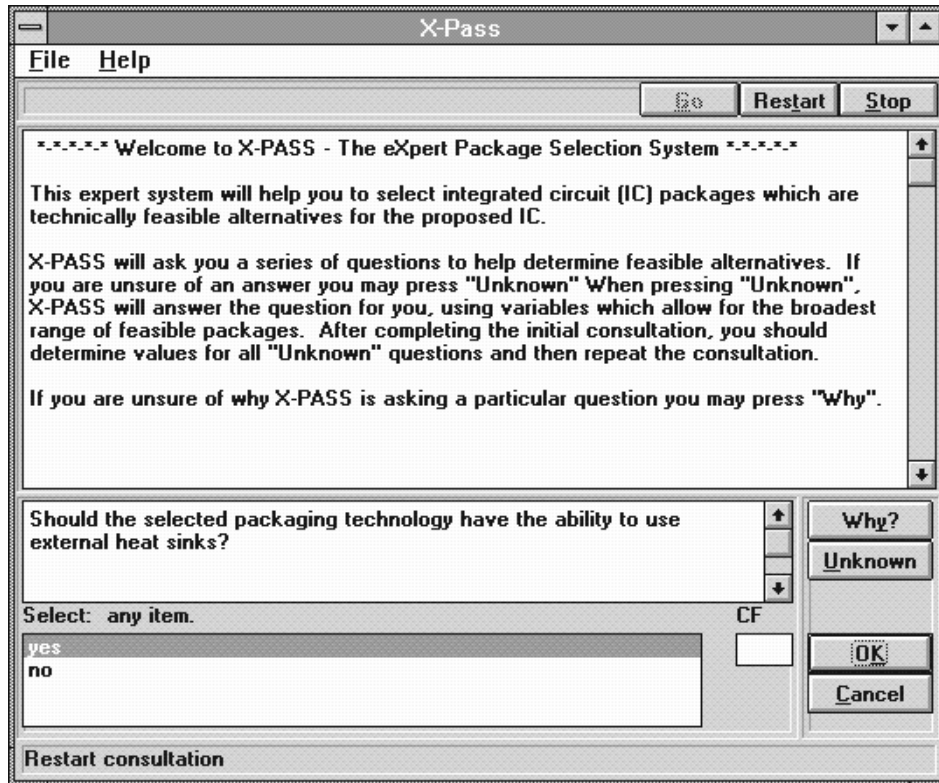 X-Pass
File Help
Go Restart Stop
*-*-*-*-* Welcome to X-PASS - The eXpert Package Selection System *-*-*-*-*
This expert system will help you to select integrated circuit (IC) packages which are
technically feasible alternatives for the proposed IC.
X-PASS will ask you a series of questions to help determine feasible alternatives. If
you are unsure of an answer you may press "Unknown" When pressing "Unknown",
X-PASS will answer the question for you, using variables which allow for the broadest
range of feasible packages. After completing the initial consultation, you should
determine values for all "Unknown" questions and then repeat the consultation.
If you are unsure of why X-PASS is asking a particular question you may press "Why".
Should the selected packaging technology have the ability to use
external heat sinks?
Why?
Unknown
Select: any item.
CF
yes
no
OK
Cancel
Restart consultation